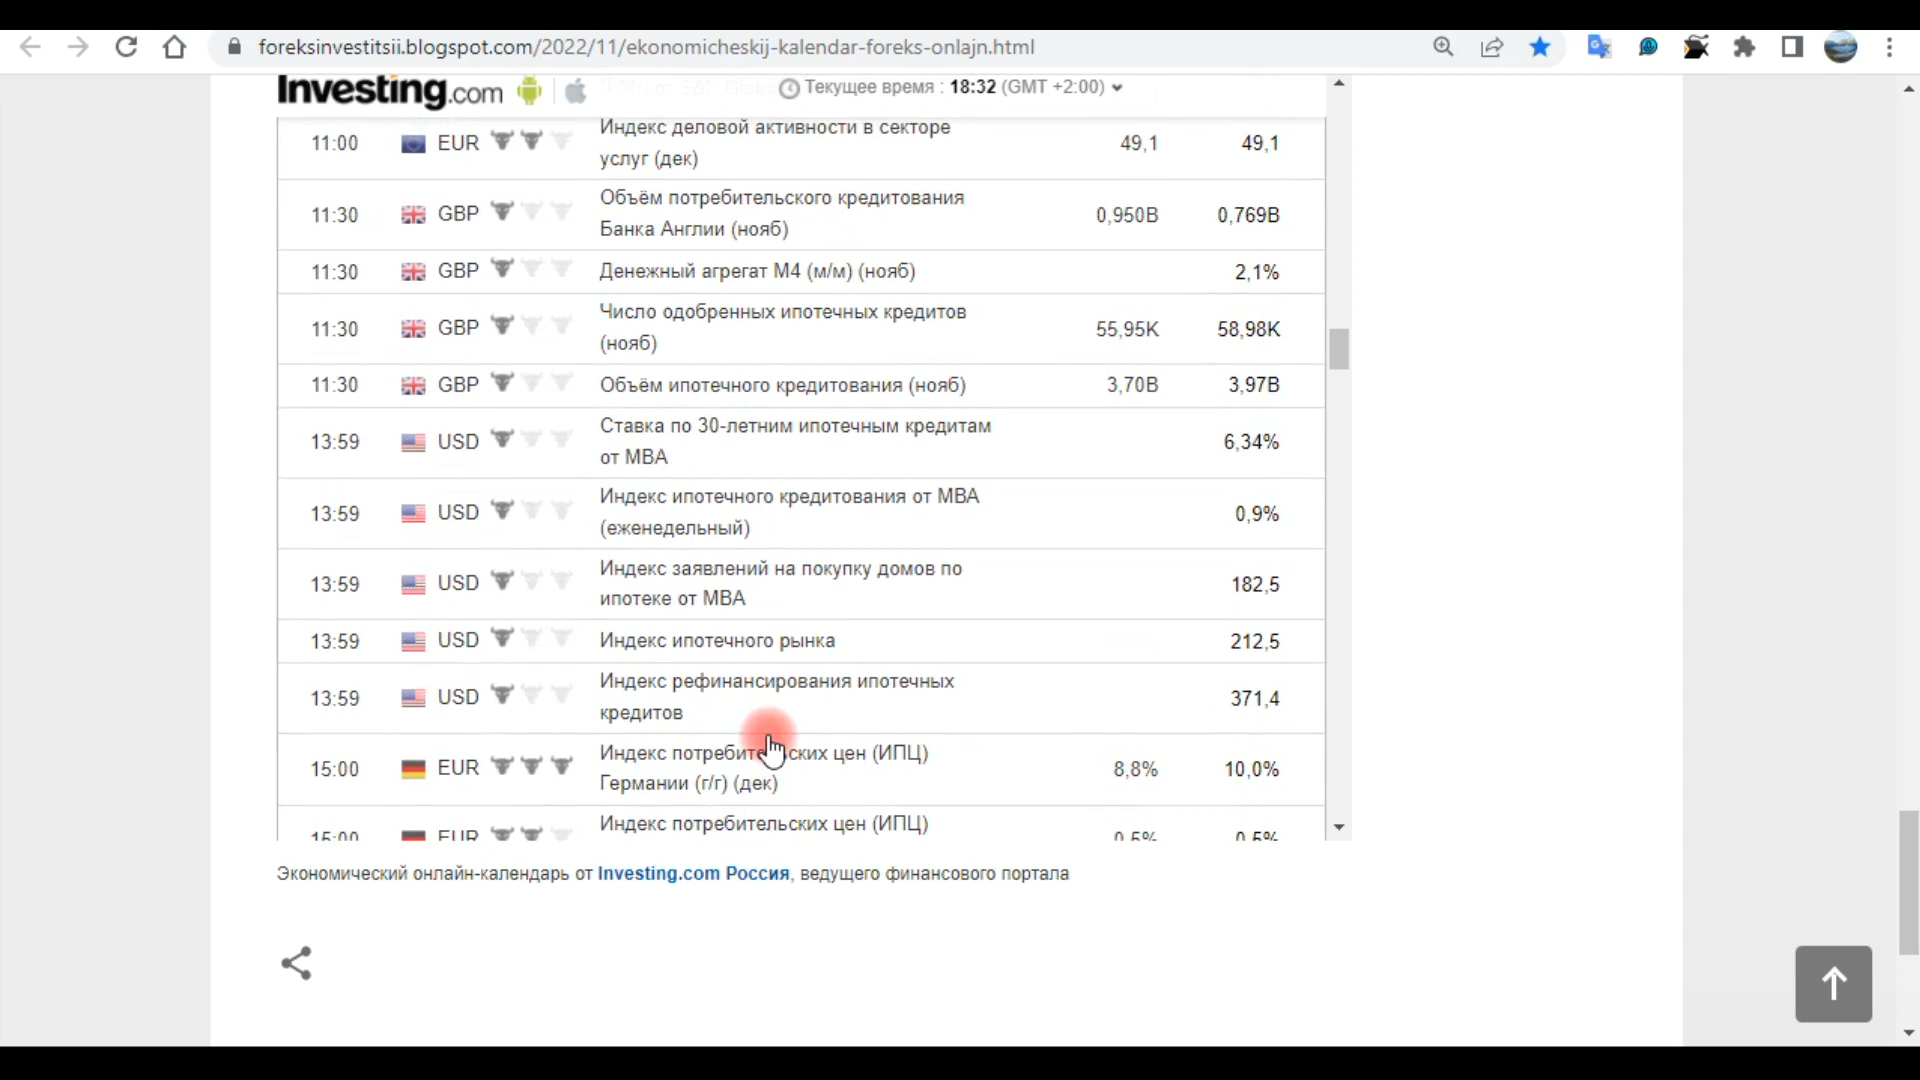 foreksinvestitsii.blogspot.com/2022/11/ekonomicheskij-kalendar-foreks-onlajn.html
Investing.com Текущее время : 18:32 (GMT +2:00)
Индекс деловой активности в секторе
11:00 EUR 49,1 49,1
услуг (дек)
Объём потребительского кредитования
11:30 GBP 0,950B 0,769B
Банка Англии (нояб)
11:30 GBP Денежный агрегат M4 (м/м) (нояб) 2,1%
Число одобренных ипотечных кредитов
11:30 GBP 55,95K 58,98K
(нояб)
11:30 GBP Объём ипотечного кредитования (нояб) 3,70B 3,97B
Ставка по 30-летним ипотечным кредитам
13:59 USD 6,34%
от MBA
Индекс ипотечного кредитования от MBA
13:59 USD 0,9%
(еженедельный)
Индекс заявлений на покупку домов по
13:59 USD 182,5
ипотеке от MBA
13:59 USD Индекс ипотечного рынка 212,5
Индекс рефинансирования ипотечных
13:59 USD 371,4
кредитов
Индекс потребительских цен (ИПЦ)
15:00 EUR 8,8% 10,0%
Германии (г/г) (дек)
Индекс потребительских цен (ИПЦ)
15:00 EUR
Экономический онлайн-календарь от Investing.com Россия, ведущего финансового портала